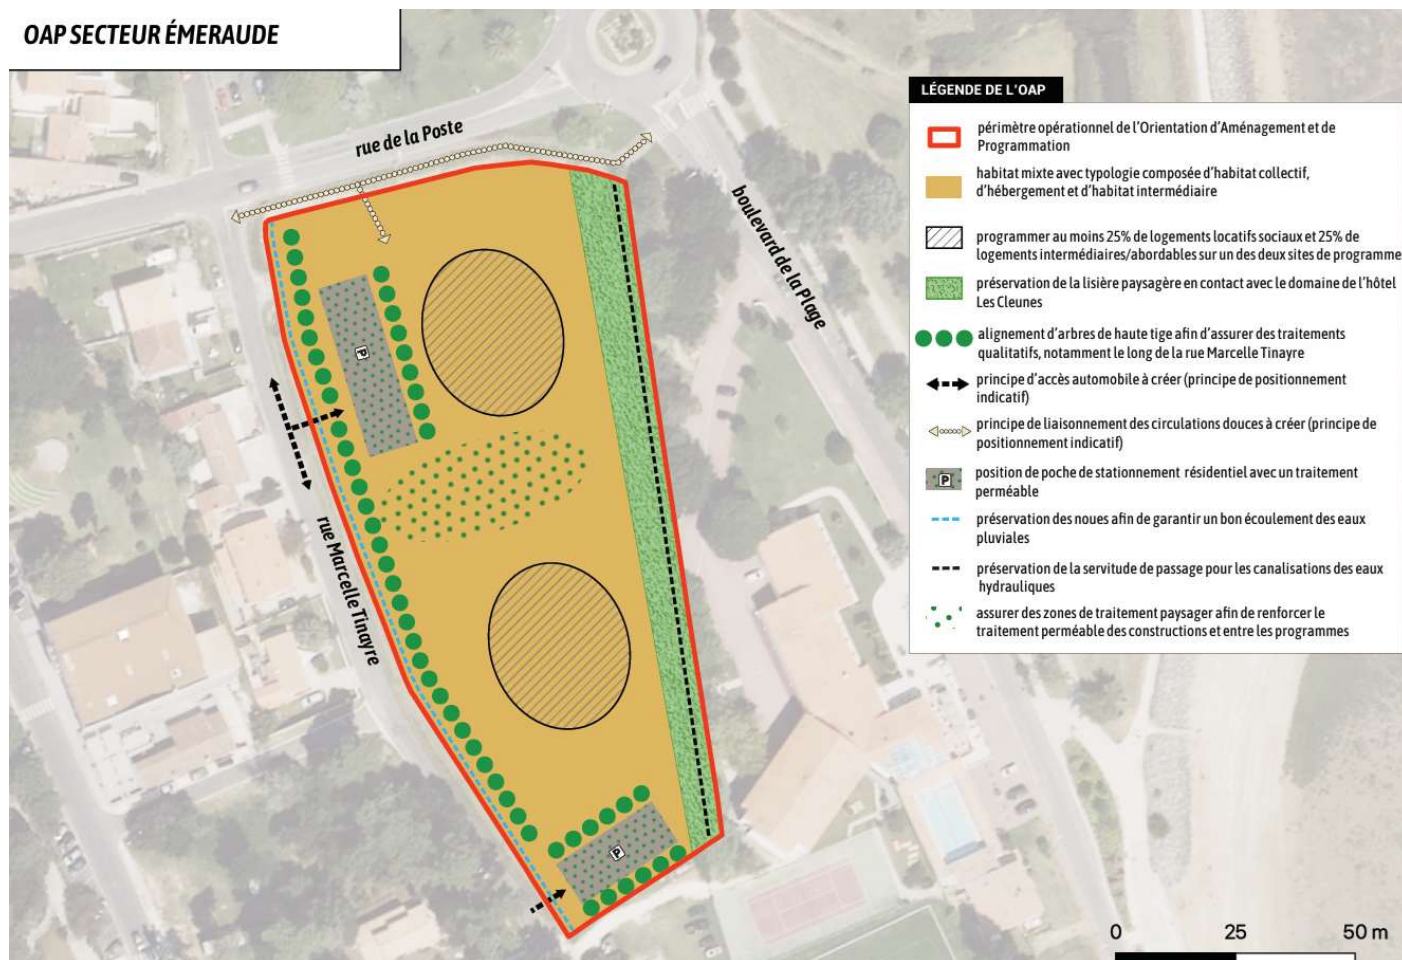 OAP SECTEUR ÉMERAUDE
rue de la Poste
boulevard de la Plage
rue Marcelle Tinayre
P
P
LÉGENDE DE L'OAP
périmètre opérationnel de l'Orientation d'Aménagement et de
Programmation
habitat mixte avec typologie composée d'habitat collectif,
d'hébergement et d'habitat intermédiaire
programmer au moins 25% de logements locatifs sociaux et 25% de
logements intermédiaires/abordables sur un des deux sites de programme
préservation de la lisière paysagère en contact avec le domaine de l'hôtel
Les Cleunes
alignement d'arbres de haute tige afin d'assurer des traitements
qualitatifs, notamment le long de la rue Marcelle Tinayre
principe d'accès automobile à créer (principe de positionnement
indicatif)
principe de liaisonnement des circulations douces à créer (principe de
positionnement indicatif)
P
position de poche de stationnement résidentiel avec un traitement
perméable
préservation des noues afin de garantir un bon écoulement des eaux
pluviales
préservation de la servitude de passage pour les canalisations des eaux
hydrauliques
assurer des zones de traitement paysager afin de renforcer le
traitement perméable des constructions et entre les programmes
0 25 50 m